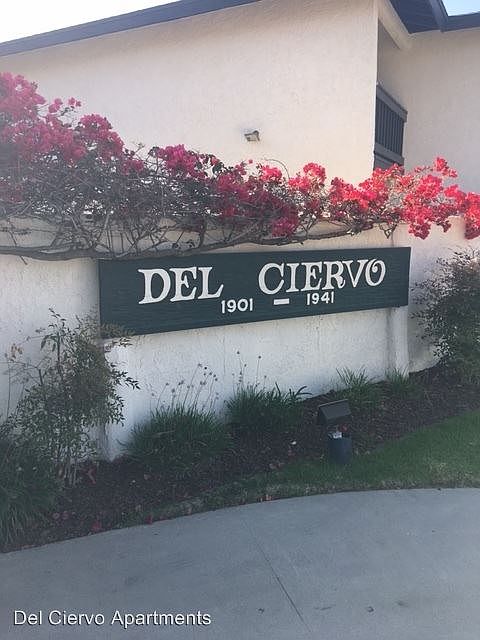 DEL CIERVO
1901 – 1941
Del Ciervo Apartments